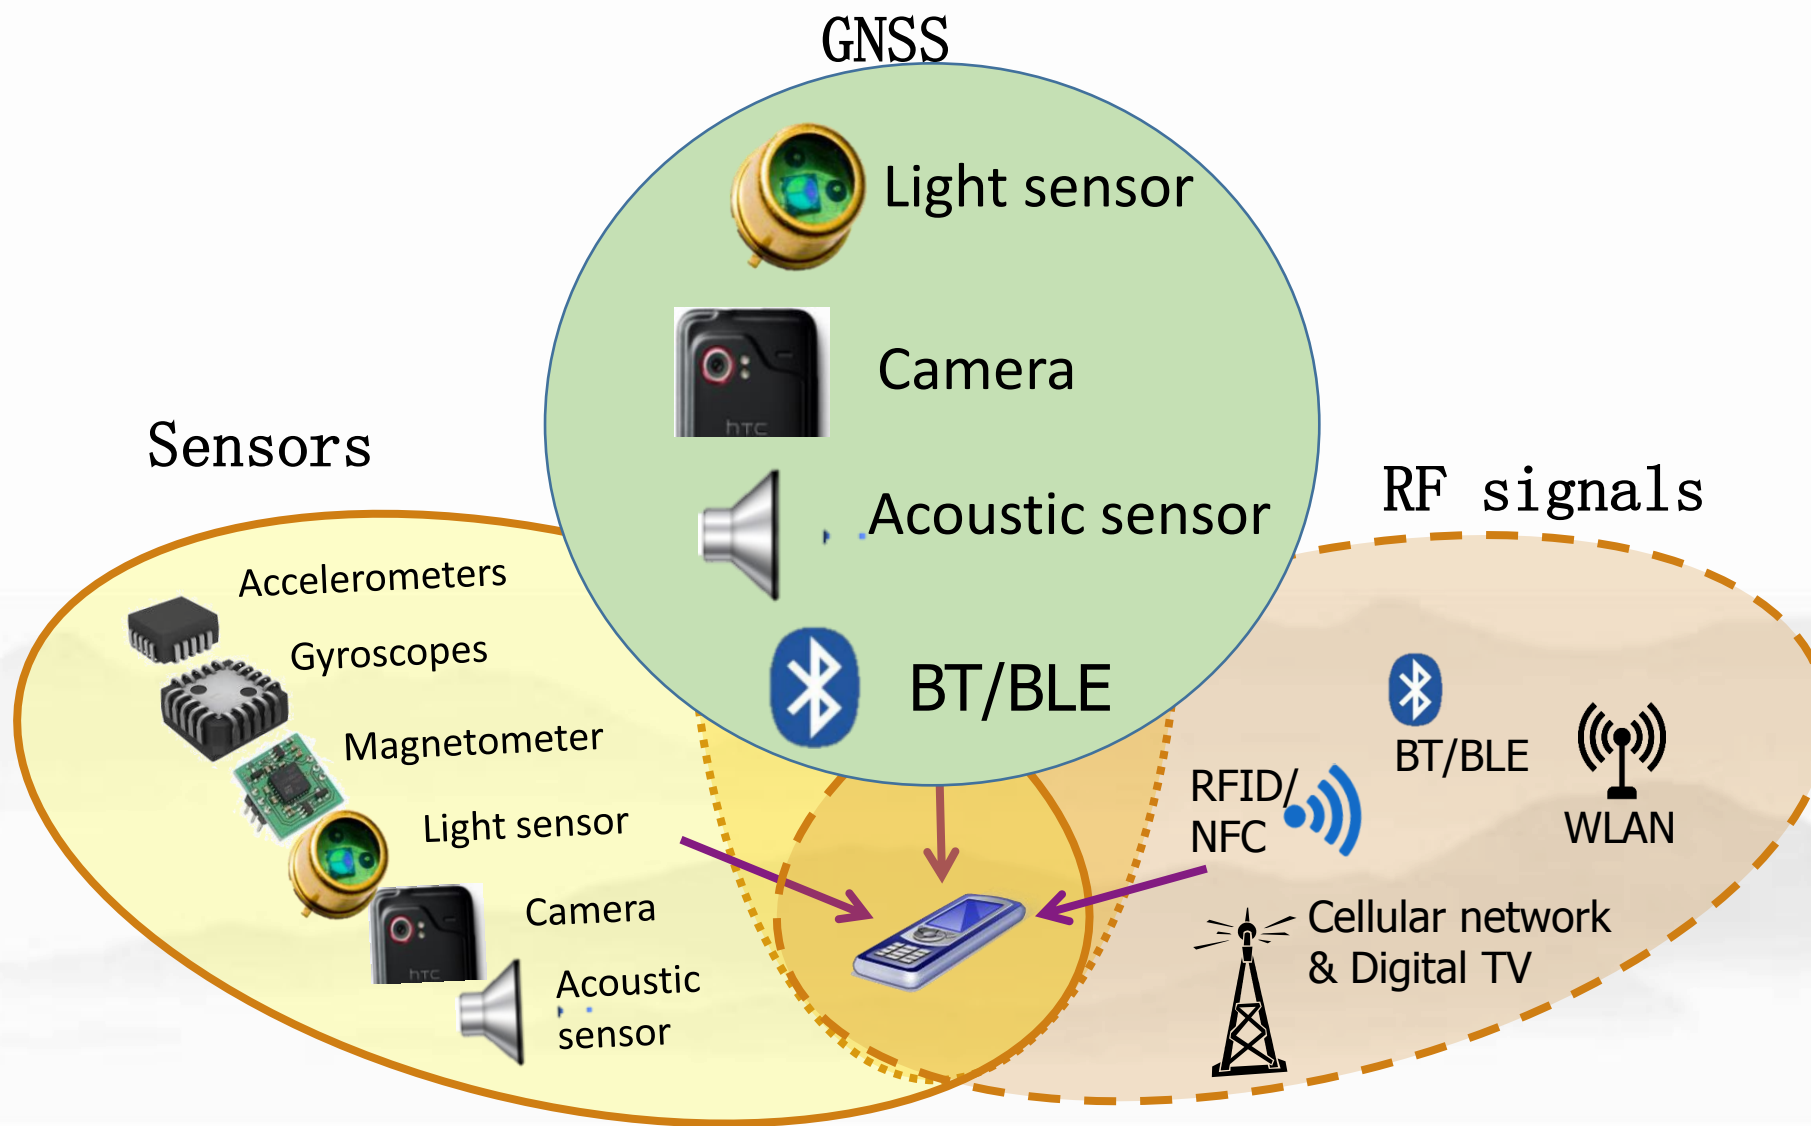 GNSS
Light sensor
Camera
hTC
Acoustic sensor
BT/BLE
Sensors
Accelerometers
Gyroscopes
Magnetometer
Light sensor
Camera
hTC
Acoustic
sensor
RF signals
BT/BLE
WLAN
RFID/
NFC
Cellular network
& Digital TV